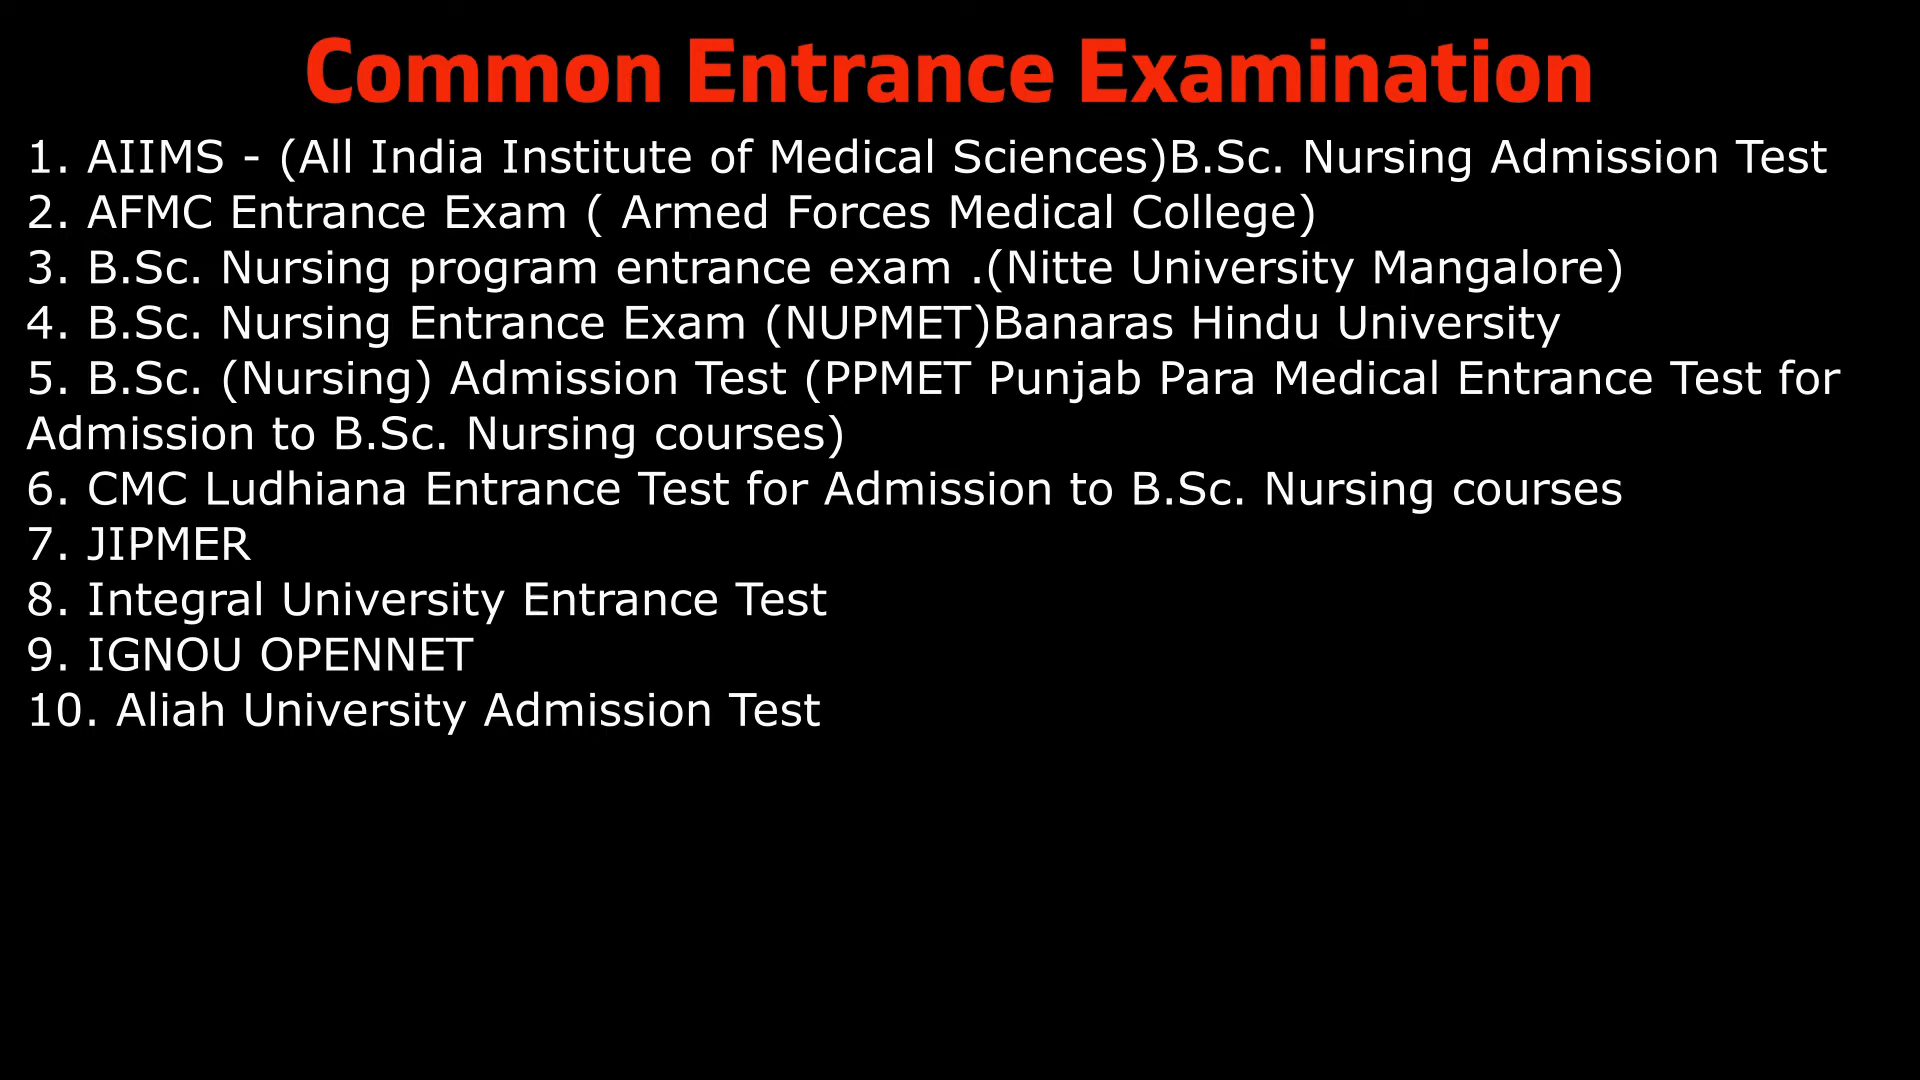 Common Entrance Examination
1. AIIMS - (All India Institute of Medical Sciences)B.Sc. Nursing Admission Test
2. AFMC Entrance Exam ( Armed Forces Medical College)
3. B.Sc. Nursing program entrance exam .(Nitte University Mangalore)
4. B.Sc. Nursing Entrance Exam (NUPMET)Banaras Hindu University
5. B.Sc. (Nursing) Admission Test (PPMET Punjab Para Medical Entrance Test for
Admission to B.Sc. Nursing courses)
6. CMC Ludhiana Entrance Test for Admission to B.Sc. Nursing courses
7. JIPMER
8. Integral University Entrance Test
9. IGNOU OPENNET
10. Aliah University Admission Test